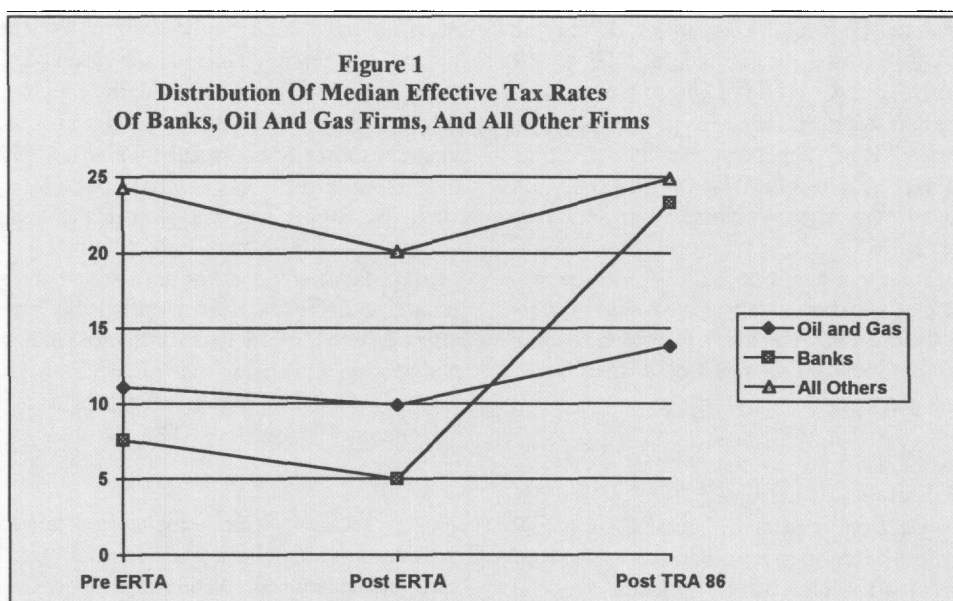 Figure 1
Distribution Of Median Effective Tax Rates
Of Banks, Oil And Gas Firms, And All Other Firms
25
20
15
10
5
0
Pre ERTA
Post ERTA
Post TRA 86
Oil and Gas
Banks
All Others